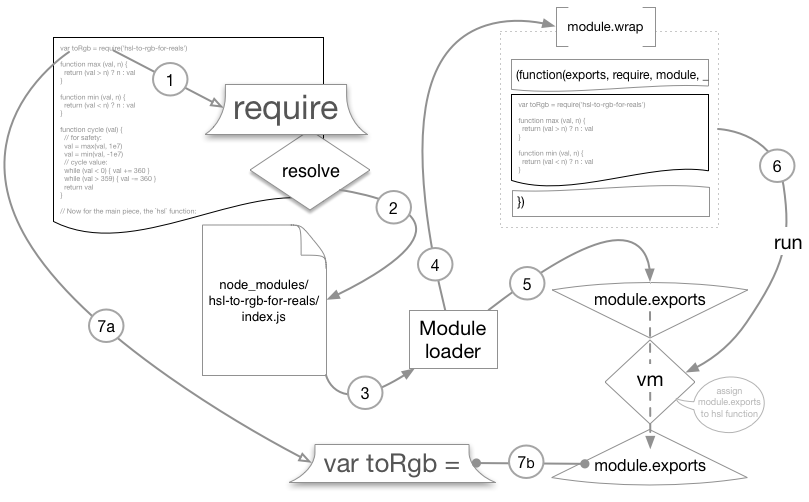 var toRgb = require('hsl-to-rgb-for-reals')
function max (val, n) {
return (val > n) ? n : val
}
function min (val, n) {
return (val < n) ? n : val
}
function cycle (val) {
// for safety:
val = max(val, 1e7)
val = min(val, -1e7)
// cycle value:
while (val < 0) { val += 360 }
while (val > 359) { val -= 360 }
return val
}
// Now for the main piece, the `hsl` function:
1
require
resolve
2
node_modules/
hsl-to-rgb-for-reals/
index.js
3
Module
loader
4
module.wrap
(function(exports, require, module, _
var toRgb = require('hsl-to-rgb-for-reals')
function max (val, n) {
return (val > n) ? n : val
}
function min (val, n) {
return (val < n) ? n : val
}
})
5
module.exports
6
run
vm
assign
module.exports
to hsl function
module.exports
7a
7b
var toRgb =